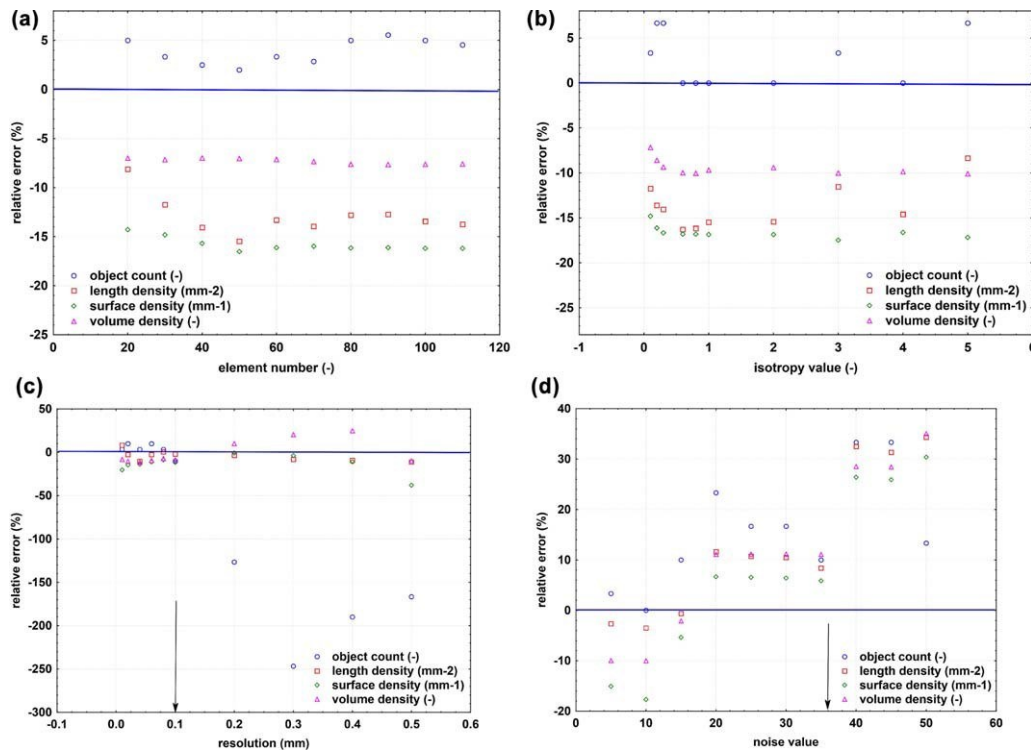 (a)
relative error (%)
10
5
0
-5
-10
-15
-20
-25
object count (-)
length density (mm-2)
surface density (mm-1)
volume density (-)
0 20 40 60 80 100 120
element number (-)
(b)
relative error (%)
5
0
-5
-10
-15
-20
-25
object count (-)
length density (mm-2)
surface density (mm-1)
volume density (-)
-1 0 1 2 3 4 5 6
isotropy value (-)
(c)
relative error (%)
50
0
-50
-100
-150
-200
-250
-300
object count (-)
length density (mm-2)
surface density (mm-1)
volume density (-)
-0.1 0.0 0.1 0.2 0.3 0.4 0.5 0.6
resolution (mm)
(d)
relative error (%)
40
30
20
10
0
-10
-20
object count (-)
length density (mm-2)
surface density (mm-1)
volume density (-)
0 10 20 30 40 50 60
noise value